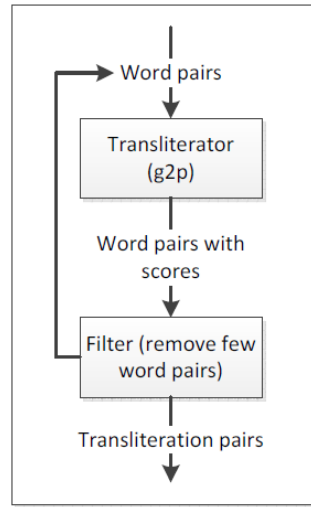 Word pairs
Transliterator
(g2p)
Word pairs with
scores
Filter (remove few
word pairs)
Transliteration pairs